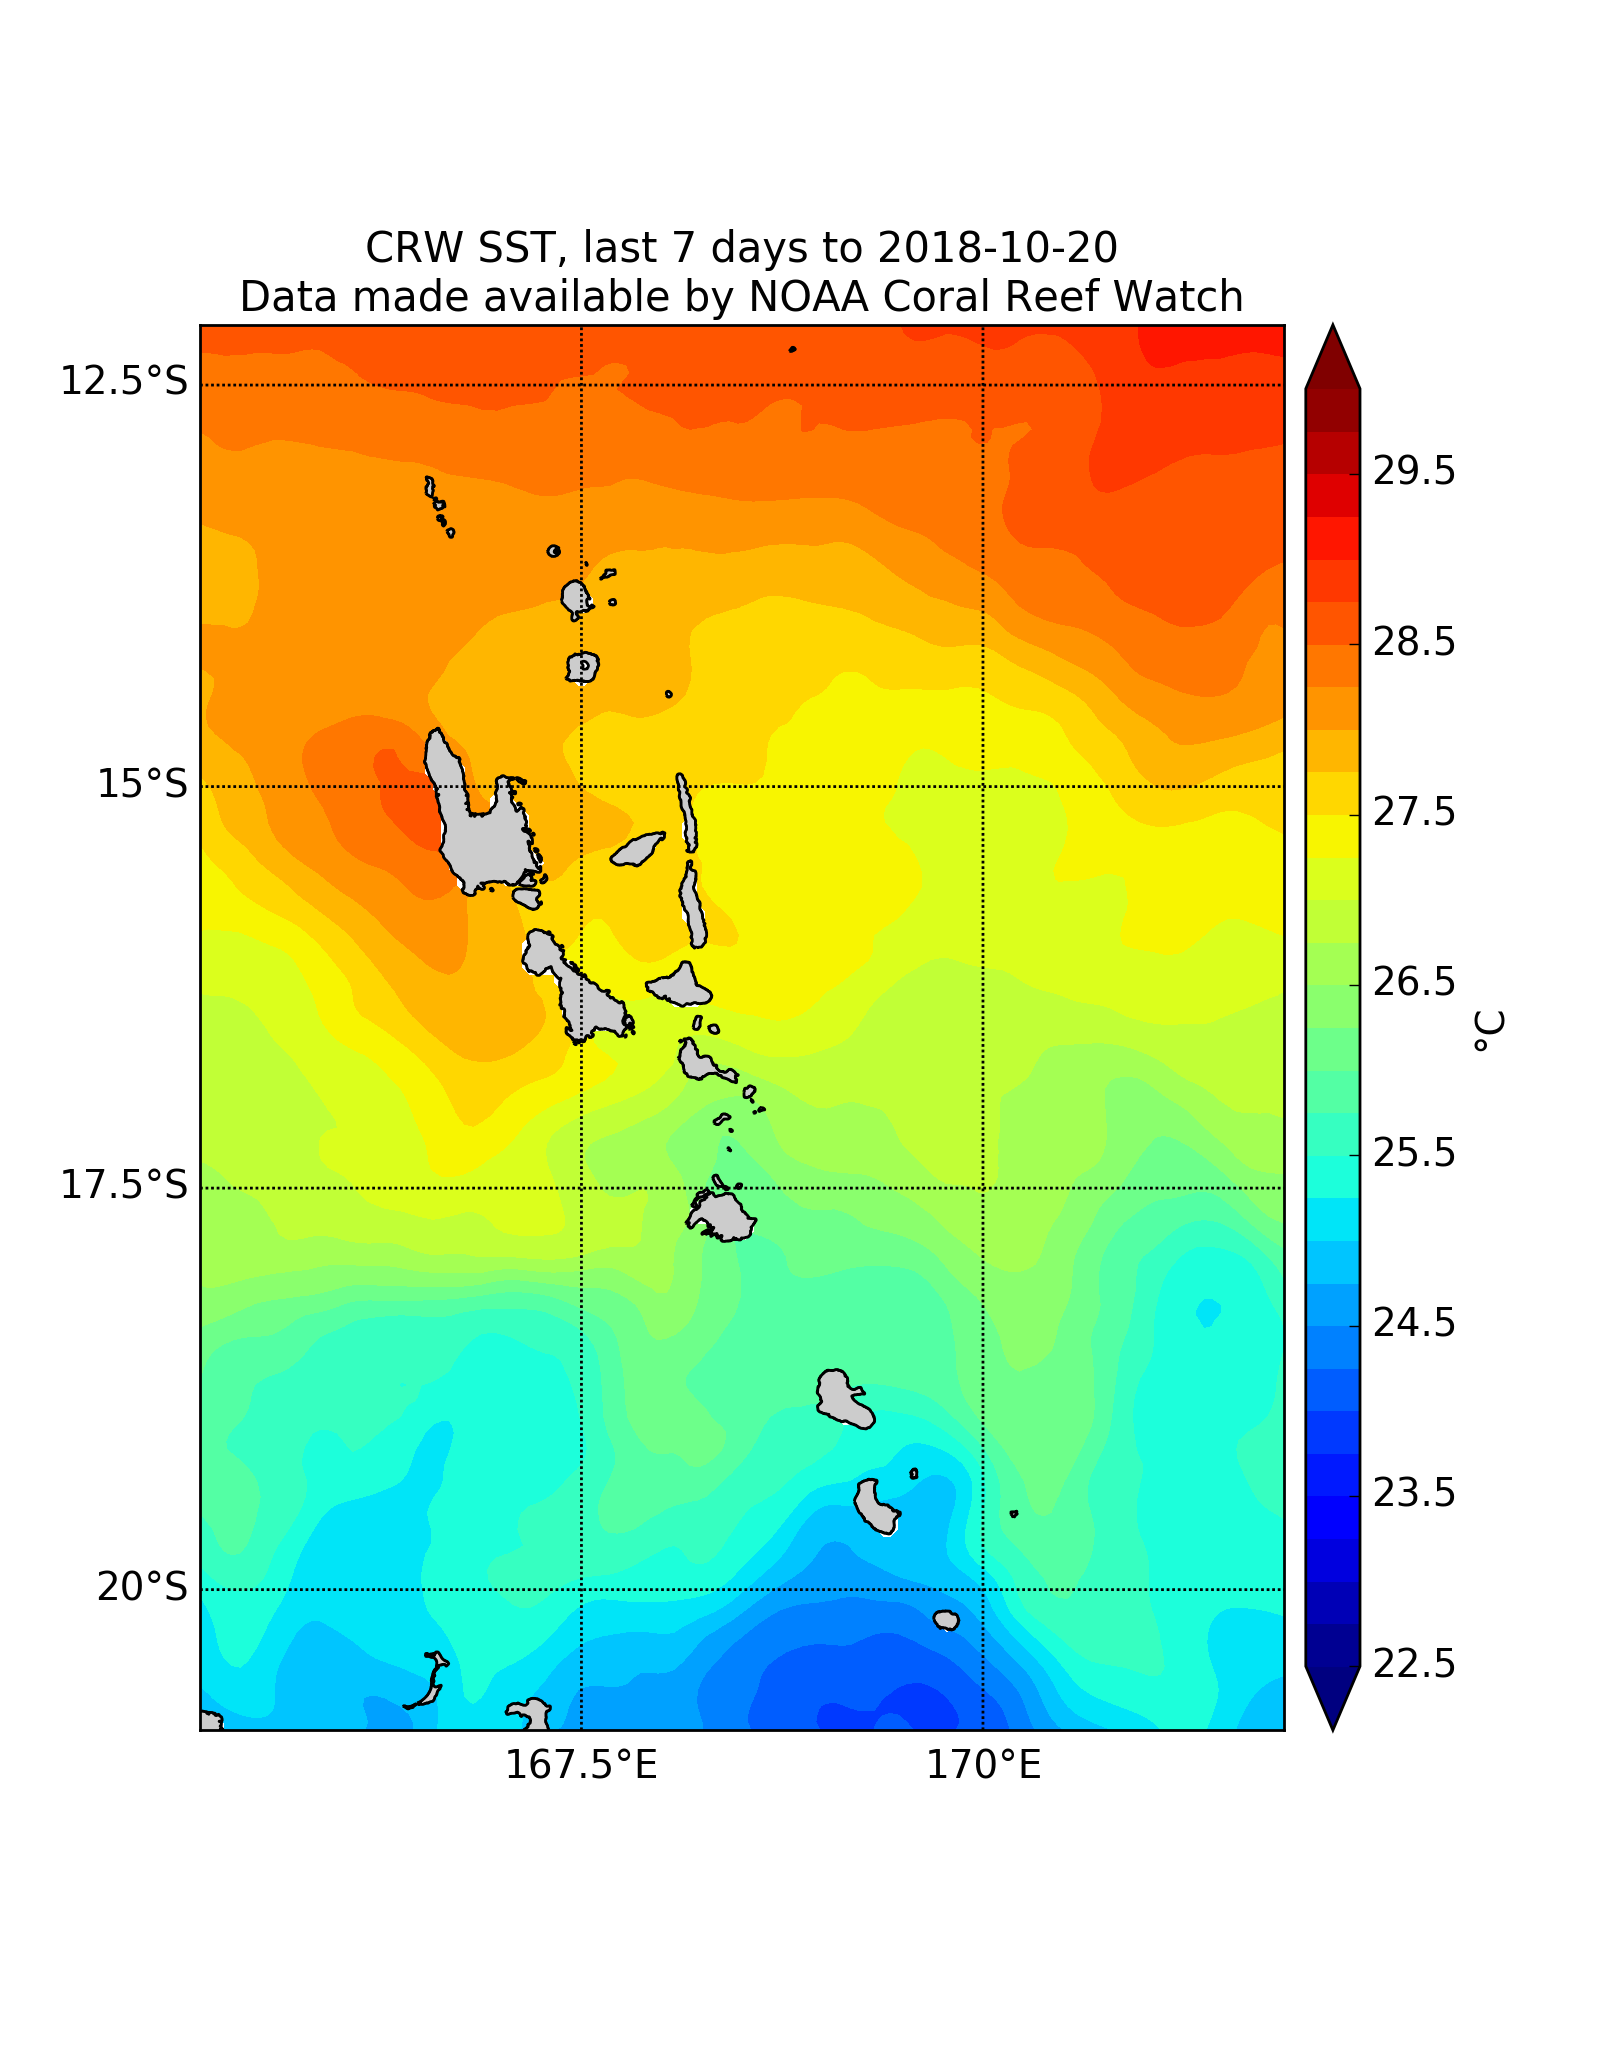 CRW SST, last 7 days to 2018-10-20
Data made available by NOAA Coral Reef Watch
12.5°S
15°S
17.5°S
20°S
167.5°E
170°E
29.5
28.5
27.5
26.5
25.5
24.5
23.5
22.5
°C